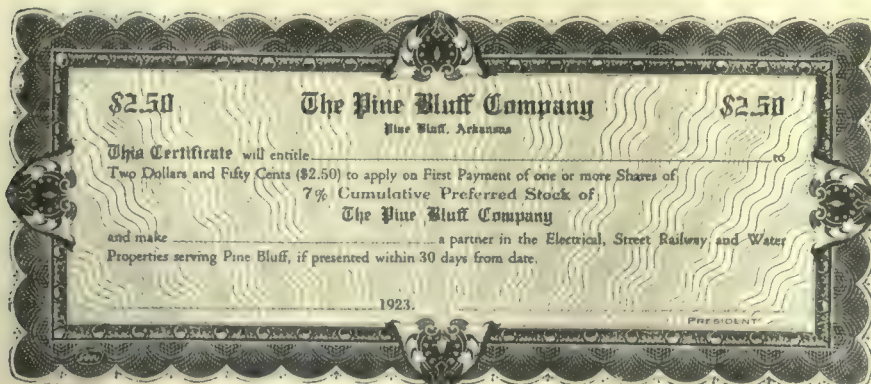 $2.50 The Pine Bluff Company $2.50
Pine Bluff, Arkansas
This Certificate will entitle to
Two Dollars and Fifty Cents ($2.50) to apply on First Payment of one or more Shares of
7% Cumulative Preferred Stock of
The Pine Bluff Company
and make a partner in the Electrical, Street Railway and Water
Properties serving Pine Bluff, if presented within 30 days from date.
1923.
PRESIDENT